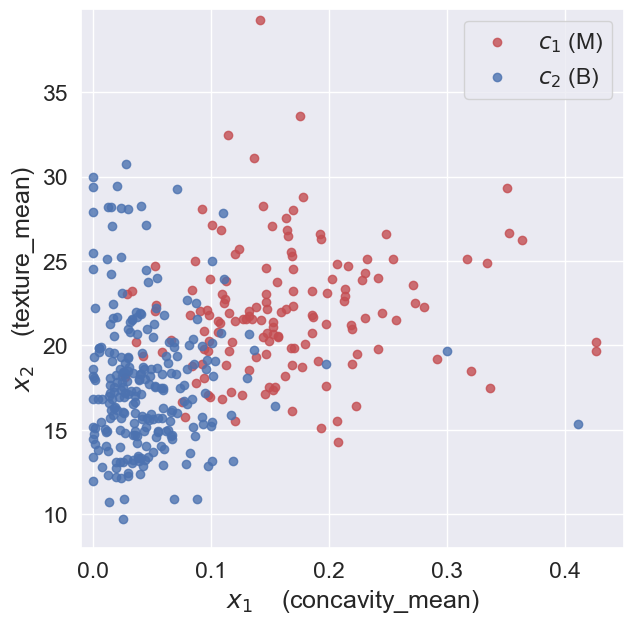 c₁ (M)
c₂ (B)
35
30
25
20
15
10
x₂ (texture_mean)
0.0 0.1 0.2 0.3 0.4
x₁ (concavity_mean)